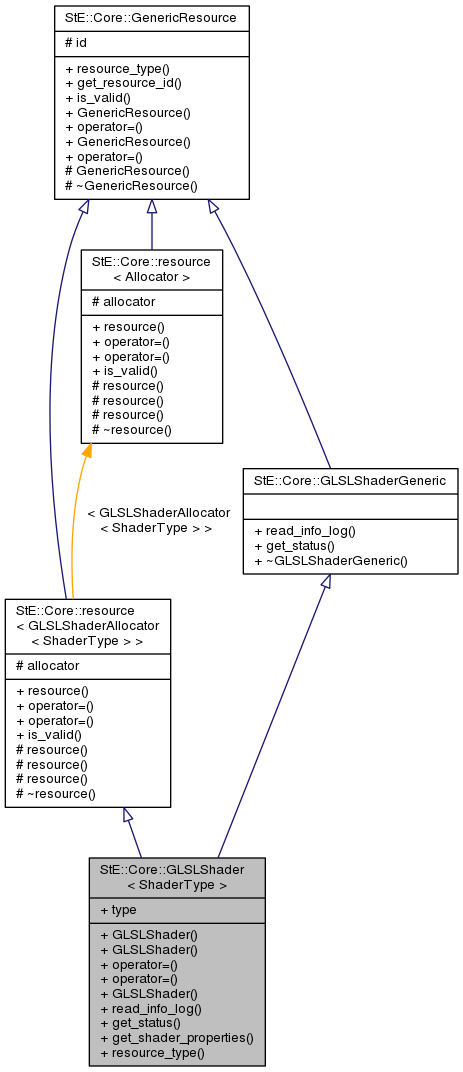 StE::Core::GenericResource
# id
+ resource_type()
+ get_resource_id()
+ is_valid()
+ GenericResource()
+ operator=()
+ GenericResource()
+ operator=()
# GenericResource()
# ~GenericResource()
StE::Core::resource
< Allocator >
# allocator
+ resource()
+ operator=()
+ operator=()
+ is_valid()
# resource()
# resource()
# resource()
# ~resource()
StE::Core::GLSLShaderGeneric
+ read_info_log()
+ get_status()
+ ~GLSLShaderGeneric()
< GLSLShaderAllocator
< ShaderType > >
StE::Core::resource
< GLSLShaderAllocator
< ShaderType > >
# allocator
+ resource()
+ operator=()
+ operator=()
+ is_valid()
# resource()
# resource()
# resource()
# ~resource()
StE::Core::GLSLShader
< ShaderType >
+ type
+ GLSLShader()
+ GLSLShader()
+ operator=()
+ operator=()
+ GLSLShader()
+ read_info_log()
+ get_status()
+ get_shader_properties()
+ resource_type()